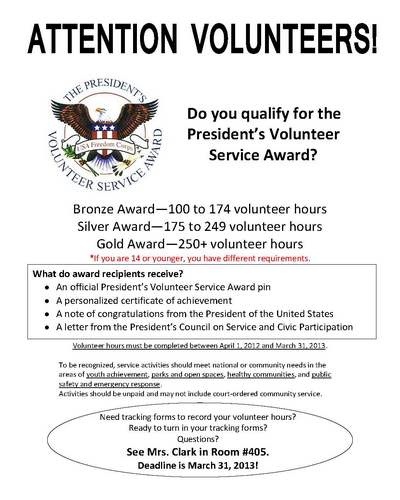 ATTENTION VOLUNTEERS!
THE PRESIDENT'S
USA Freedom Corps
VOLUNTEER SERVICE AWARD
Do you qualify for the
President's Volunteer
Service Award?
Bronze Award—100 to 174 volunteer hours
Silver Award—175 to 249 volunteer hours
Gold Award—250+ volunteer hours
*If you are 14 or younger, you have different requirements.
What do award recipients receive?
• An official President's Volunteer Service Award pin
• A personalized certificate of achievement
• A note of congratulations from the President of the United States
• A letter from the President's Council on Service and Civic Participation
Volunteer hours must be completed between April 1, 2012 and March 31, 2013.
To be recognized, service activities should meet national or community needs in the
areas of youth achievement, parks and open spaces, healthy communities, and public
safety and emergency response.
Activities should be unpaid and may not include court-ordered community service.
Need tracking forms to record your volunteer hours?
Ready to turn in your tracking forms?
Questions?
See Mrs. Clark in Room #405.
Deadline is March 31, 2013!